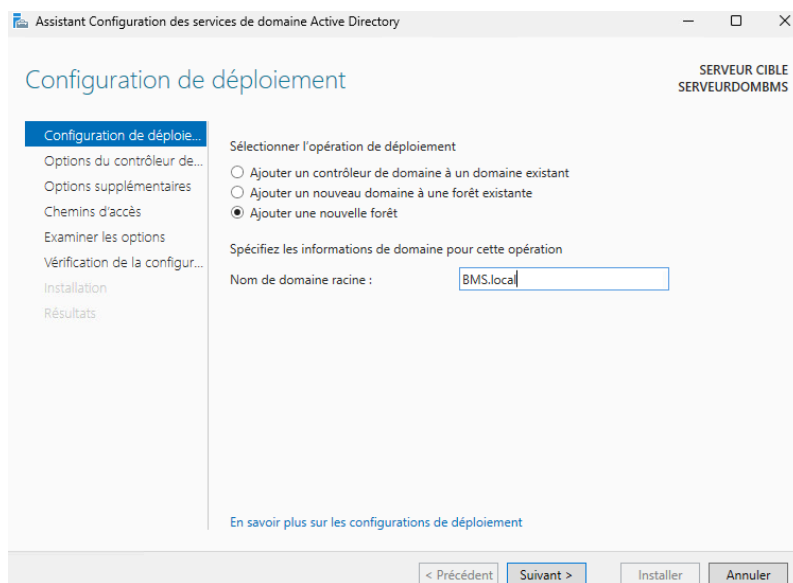 Assistant Configuration des services de domaine Active Directory
Configuration de déploiement
SERVEUR CIBLE
SERVEURDOMBMS
Configuration de déploie...
Options du contrôleur de...
Options supplémentaires
Chemins d'accès
Examiner les options
Vérification de la configur...
Installation
Résultats
Sélectionner l'opération de déploiement
Ajouter un contrôleur de domaine à un domaine existant
Ajouter un nouveau domaine à une forêt existante
Ajouter une nouvelle forêt
Spécifiez les informations de domaine pour cette opération
Nom de domaine racine : BMS.local
En savoir plus sur les configurations de déploiement
< Précédent Suivant > Installer Annuler